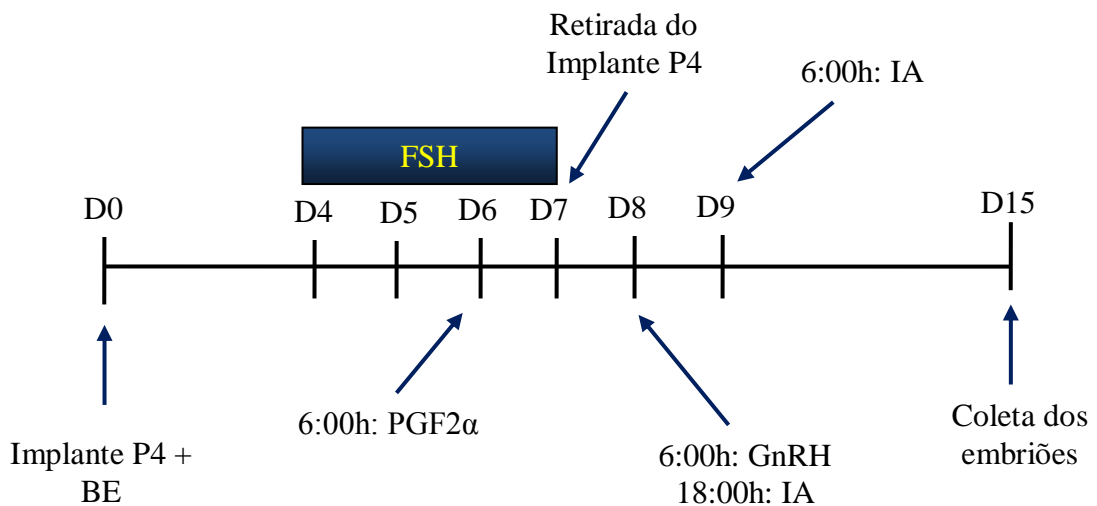 Retirada do
Implante P4
6:00h: IA
FSH
D0
D4
D5
D6
D7
D8
D9
D15
6:00h: PGF2α
Implante P4 +
BE
6:00h: GnRH
18:00h: IA
Coleta dos
embriões